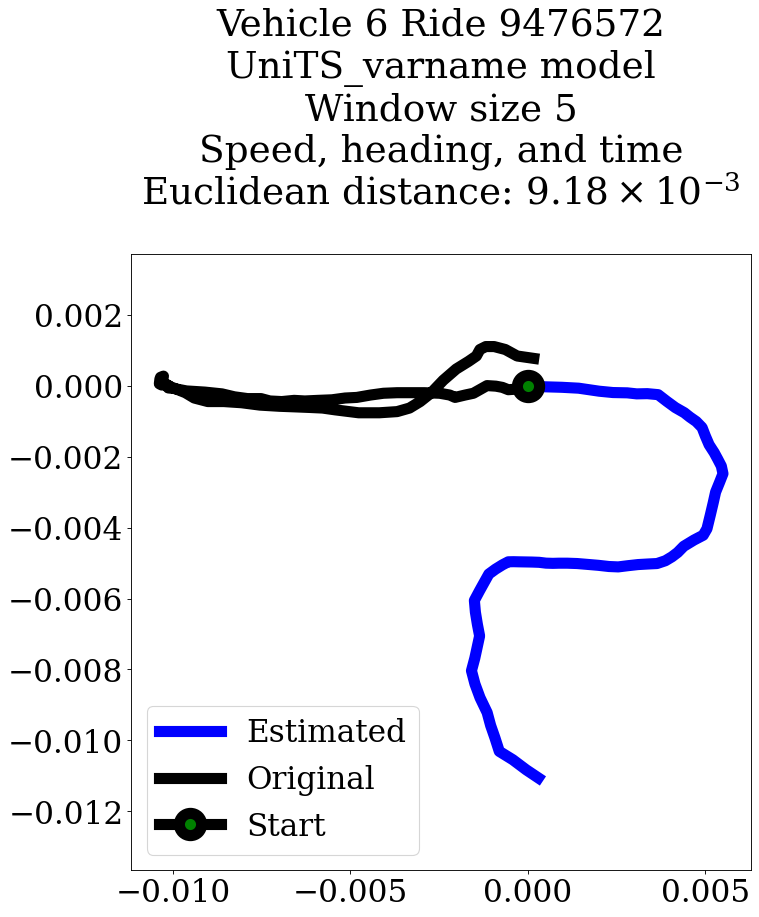 Vehicle 6 Ride 9476572
UniTS_varname model
Window size 5
Speed, heading, and time
Euclidean distance: 9.18 × 10⁻³
0.002
0.000
−0.002
−0.004
−0.006
−0.008
−0.010
−0.012
Estimated
Original
Start
−0.010
−0.005
0.000
0.005